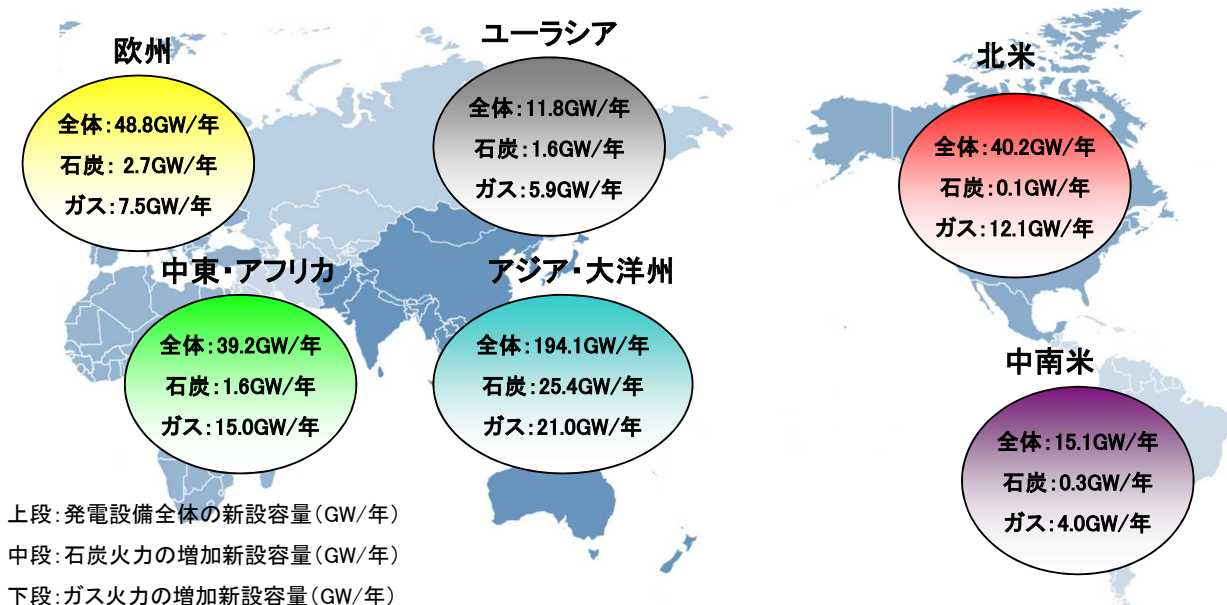 欧州
全体:48.8GW/年
石炭: 2.7GW/年
ガス:7.5GW/年
ユーラシア
全体:11.8GW/年
石炭:1.6GW/年
ガス:5.9GW/年
北米
全体:40.2GW/年
石炭:0.1GW/年
ガス:12.1GW/年
中東・アフリカ
全体:39.2GW/年
石炭:1.6GW/年
ガス:15.0GW/年
アジア・大洋州
全体:194.1GW/年
石炭:25.4GW/年
ガス:21.0GW/年
中南米
全体:15.1GW/年
石炭:0.3GW/年
ガス:4.0GW/年
上段:発電設備全体の新設容量(GW/年)
中段:石炭火力の増加新設容量(GW/年)
下段:ガス火力の増加新設容量(GW/年)